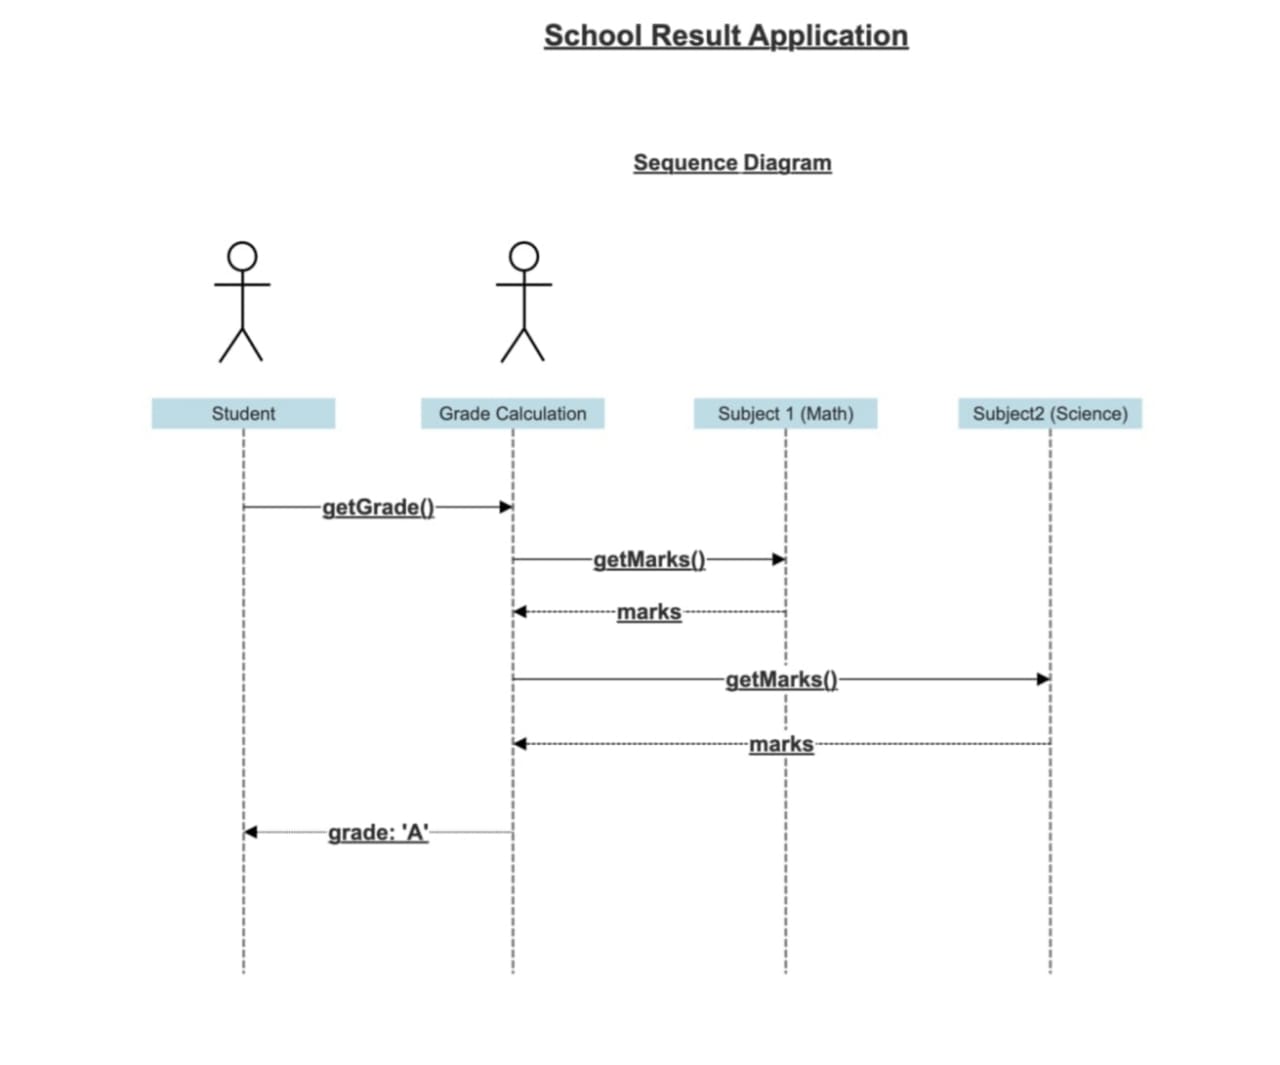 School Result Application
Sequence Diagram
Student
Grade Calculation
Subject 1 (Math)
Subject2 (Science)
getGrade()
getMarks()
marks
getMarks()
marks
grade: 'A'